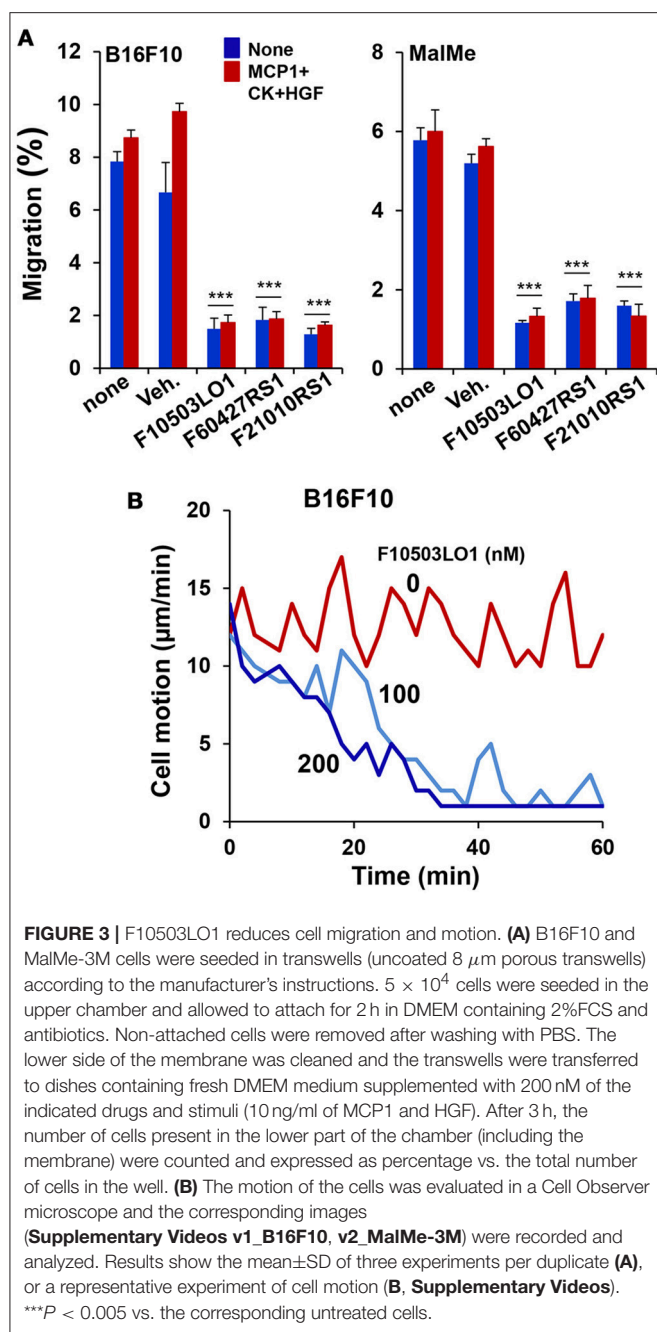 A
B16F10
None
MCP1+
CK+HGF
MalMe
Migration (%)
12
10
8
6
4
2
0
8
6
4
2
0
*** *** ***
*** *** ***
none Veh. F10503LO1 F60427RS1 F21010RS1
none Veh. F10503LO1 F60427RS1 F21010RS1
B
B16F10
F10503LO1 (nM)
0
100
200
Cell motion (µm/min)
20
15
10
5
0
0 20 40 60
Time (min)
FIGURE 3 | F10503LO1 reduces cell migration and motion. (A) B16F10 and
MalMe-3M cells were seeded in transwells (uncoated 8 µm porous transwells)
according to the manufacturer's instructions. 5 × 10⁴ cells were seeded in the
upper chamber and allowed to attach for 2 h in DMEM containing 2%FCS and
antibiotics. Non-attached cells were removed after washing with PBS. The
lower side of the membrane was cleaned and the transwells were transferred
to dishes containing fresh DMEM medium supplemented with 200 nM of the
indicated drugs and stimuli (10 ng/ml of MCP1 and HGF). After 3 h, the
number of cells present in the lower part of the chamber (including the
membrane) were counted and expressed as percentage vs. the total number
of cells in the well. (B) The motion of the cells was evaluated in a Cell Observer
microscope and the corresponding images
(Supplementary Videos v1_B16F10, v2_MalMe-3M) were recorded and
analyzed. Results show the mean±SD of three experiments per duplicate (A),
or a representative experiment of cell motion (B, Supplementary Videos).
***P < 0.005 vs. the corresponding untreated cells.